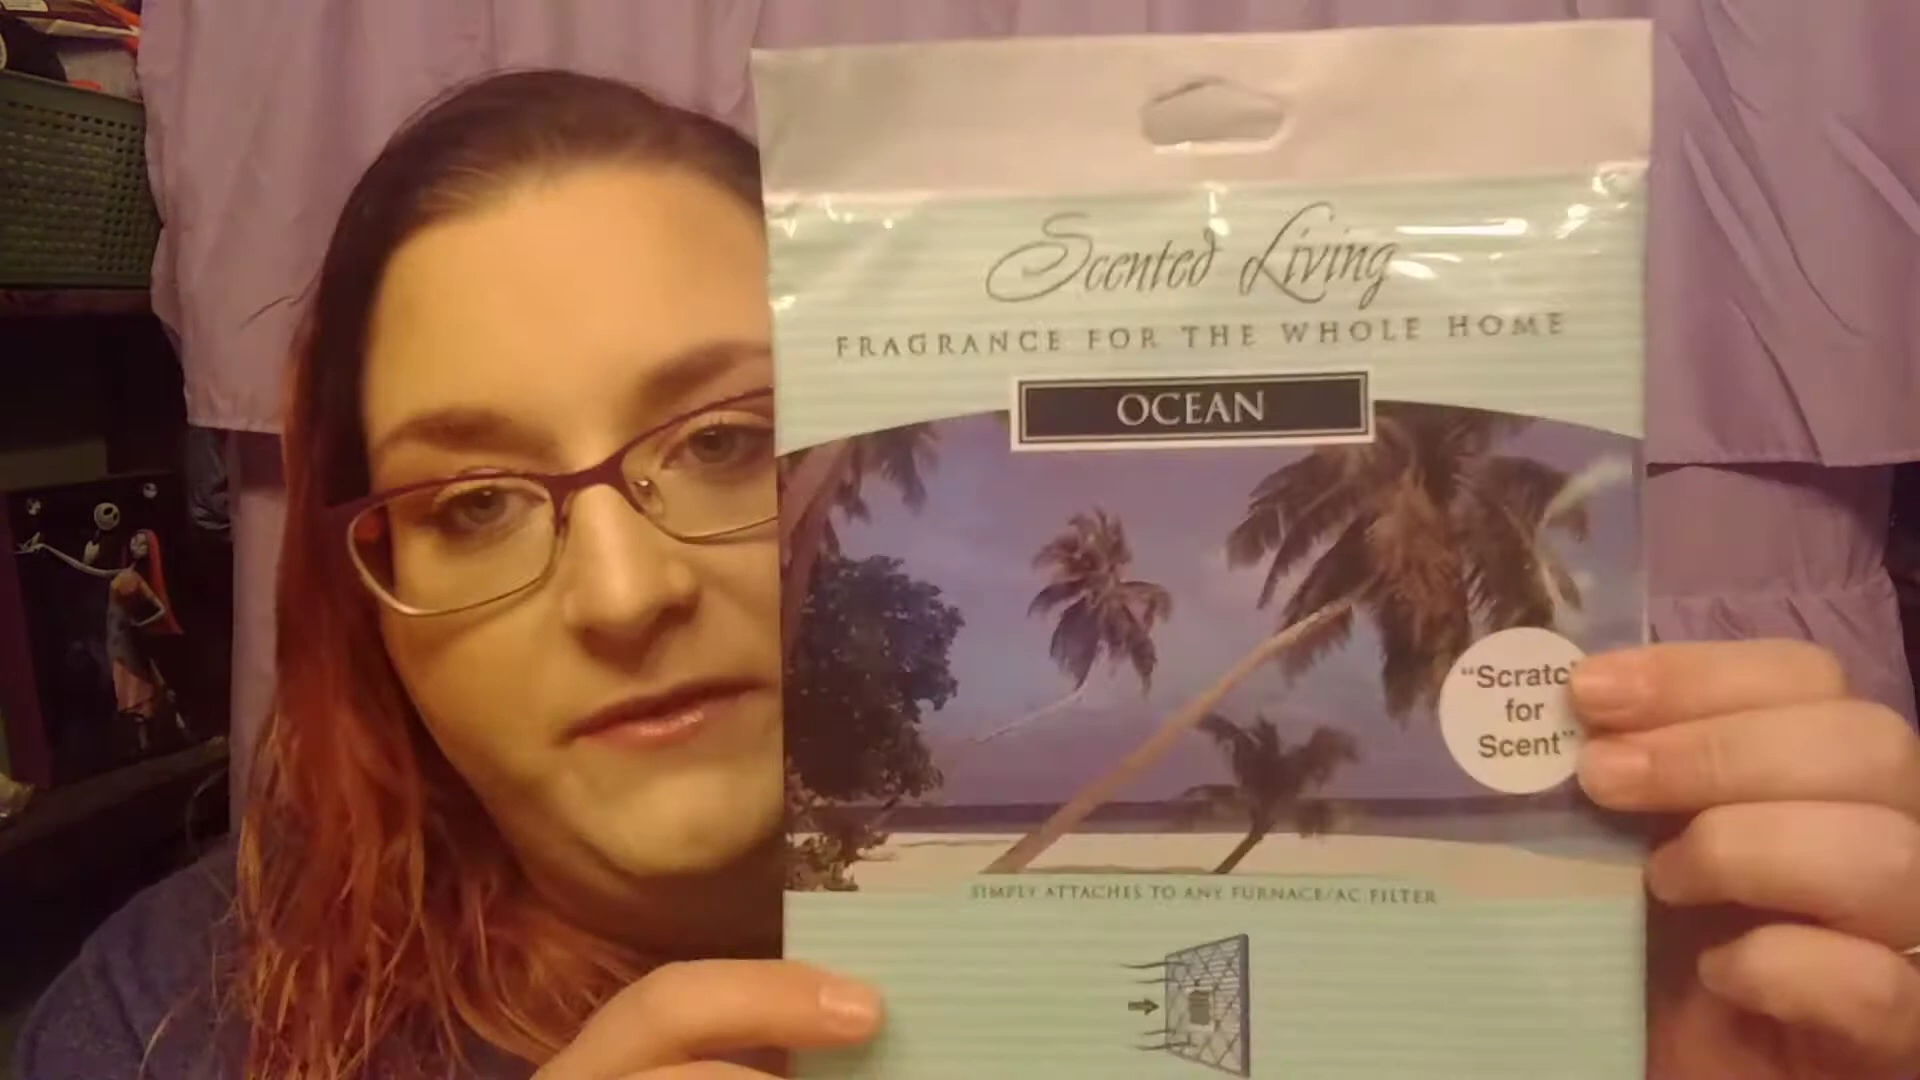 Scented Living
FRAGRANCE FOR THE WHOLE HOME
OCEAN
"Scratc
for
Scent"
SIMPLY ATTACHES TO ANY FURNACE/AC FILTER